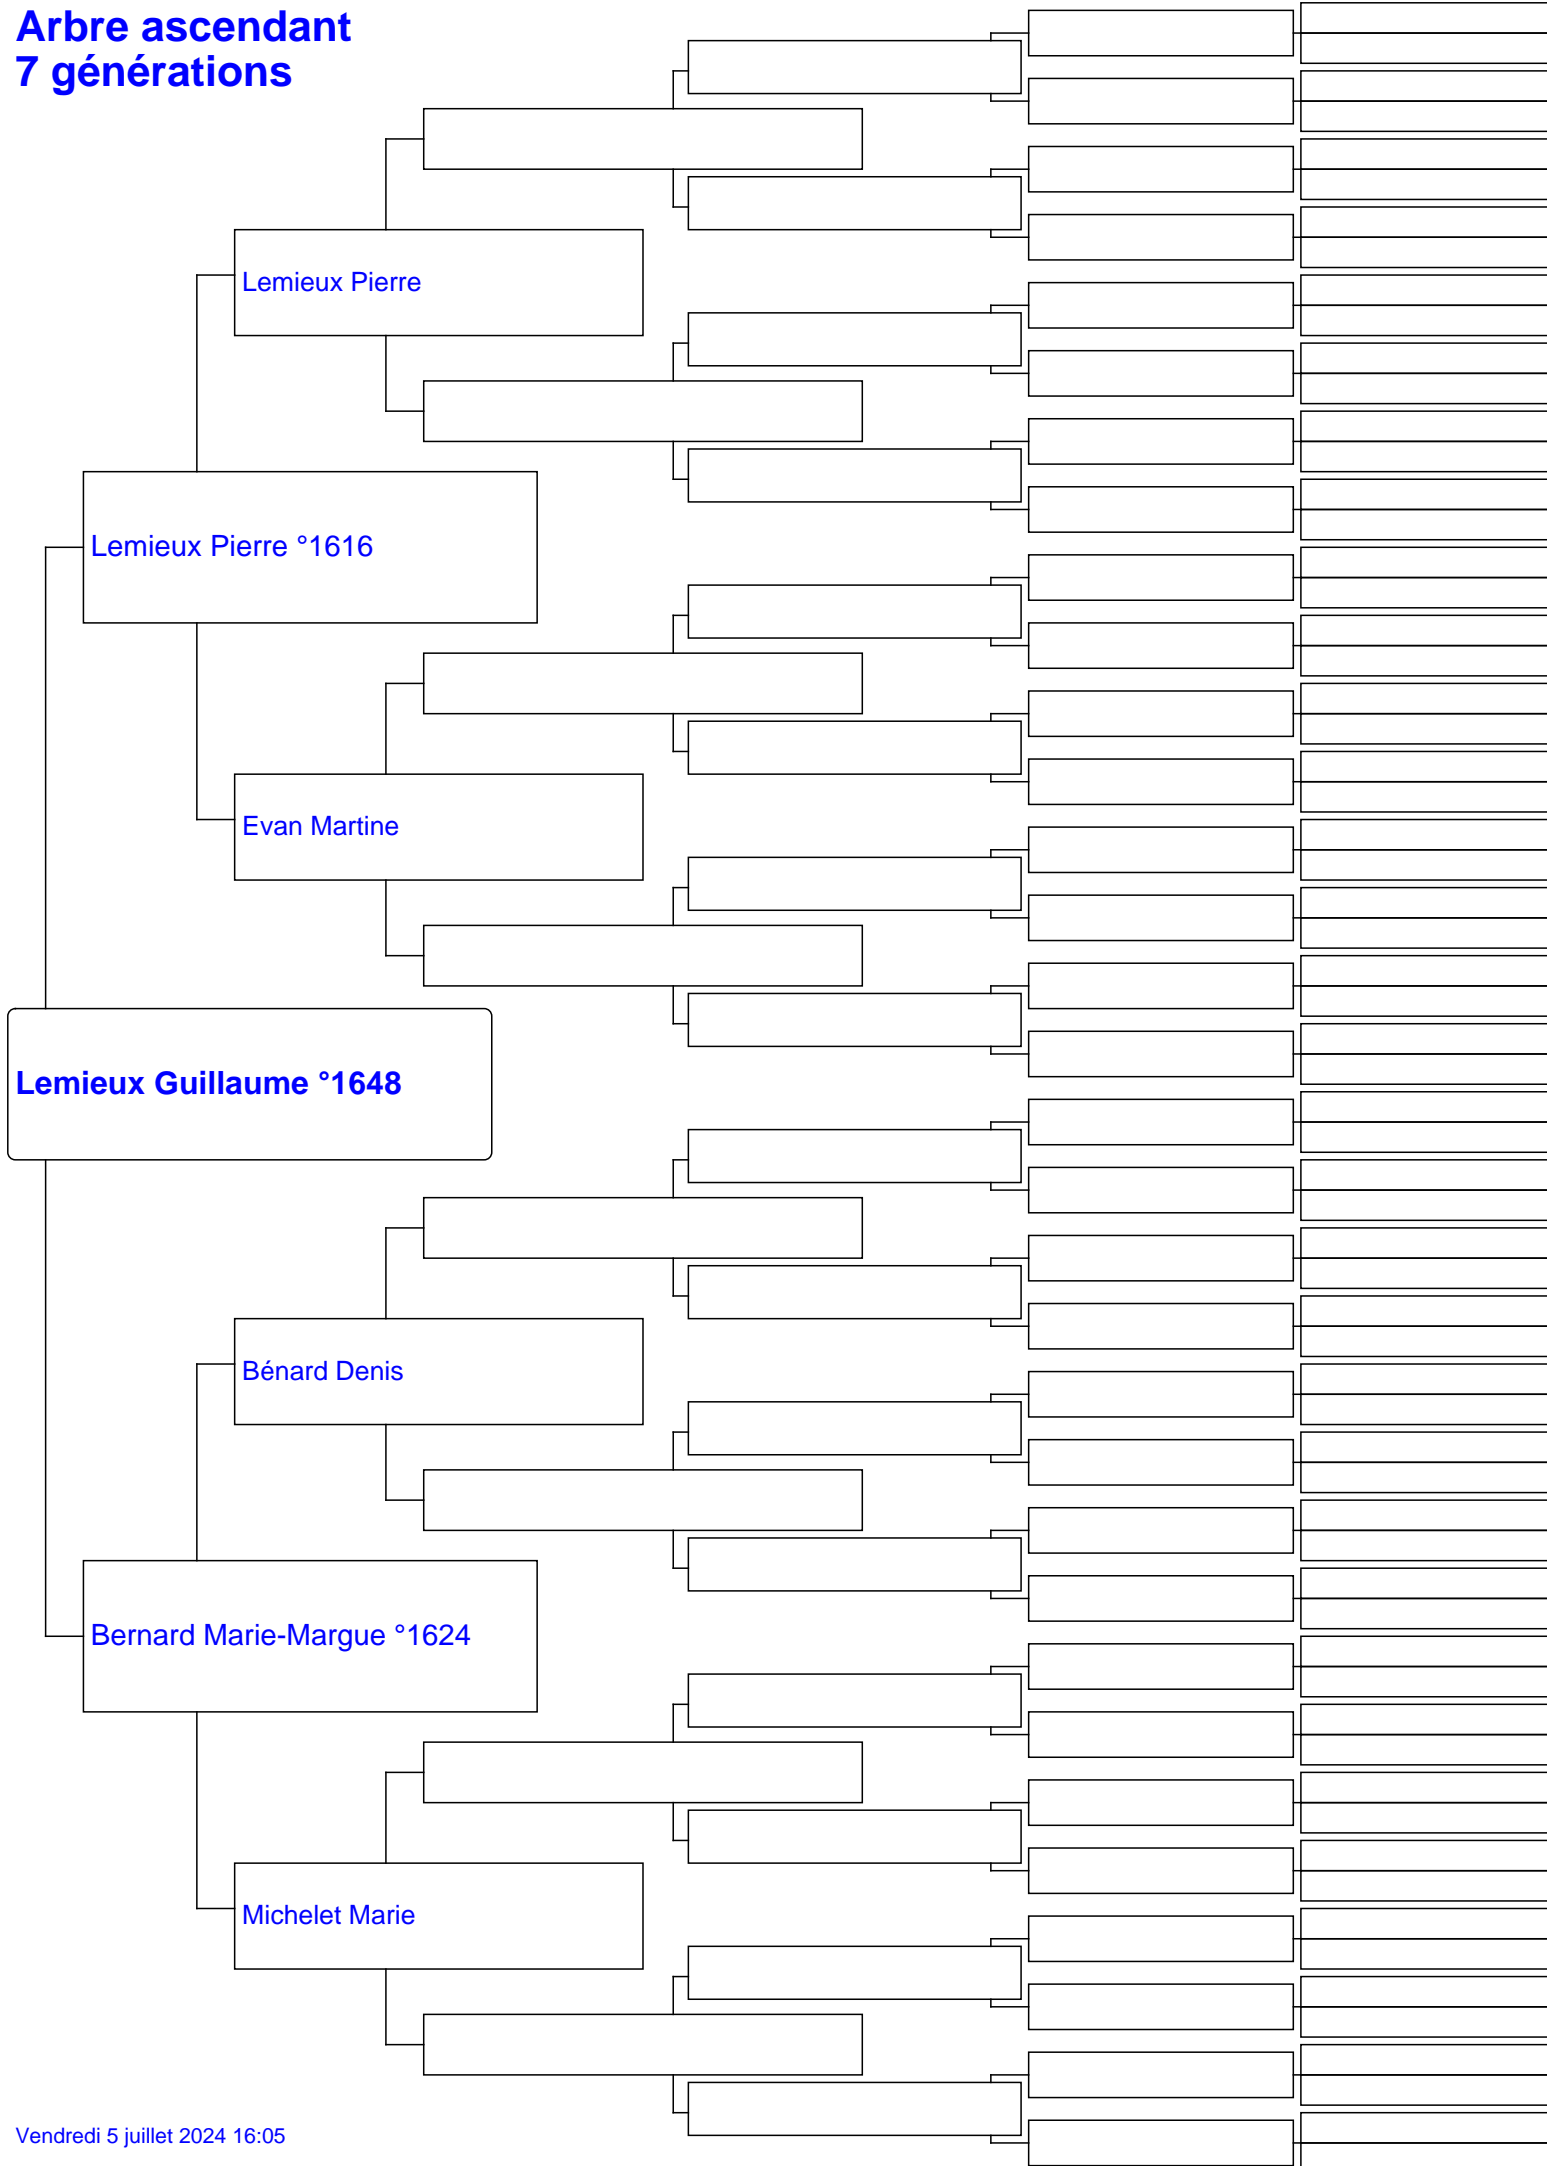 Arbre ascendant
7 générations
Lemieux Pierre
Lemieux Pierre °1616
Evan Martine
Lemieux Guillaume °1648
Bénard Denis
Bernard Marie-Margue °1624
Michelet Marie
Vendredi 5 juillet 2024 16:05